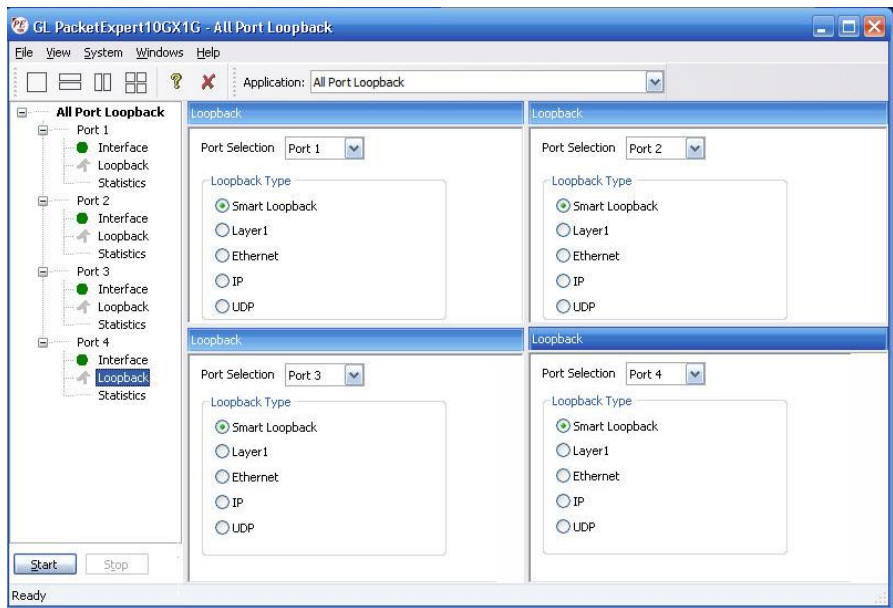 GL PacketExpert10GX1G - All Port Loopback
File View System Windows Help
Application: All Port Loopback
All Port Loopback
Port 1
Interface
Loopback
Statistics
Port 2
Interface
Loopback
Statistics
Port 3
Interface
Loopback
Statistics
Port 4
Interface
Loopback
Statistics
Start Stop
Loopback
Port Selection Port 1
Loopback Type
Smart Loopback
Layer1
Ethernet
IP
UDP
Loopback
Port Selection Port 2
Loopback Type
Smart Loopback
Layer1
Ethernet
IP
UDP
Loopback
Port Selection Port 3
Loopback Type
Smart Loopback
Layer1
Ethernet
IP
UDP
Loopback
Port Selection Port 4
Loopback Type
Smart Loopback
Layer1
Ethernet
IP
UDP
Ready